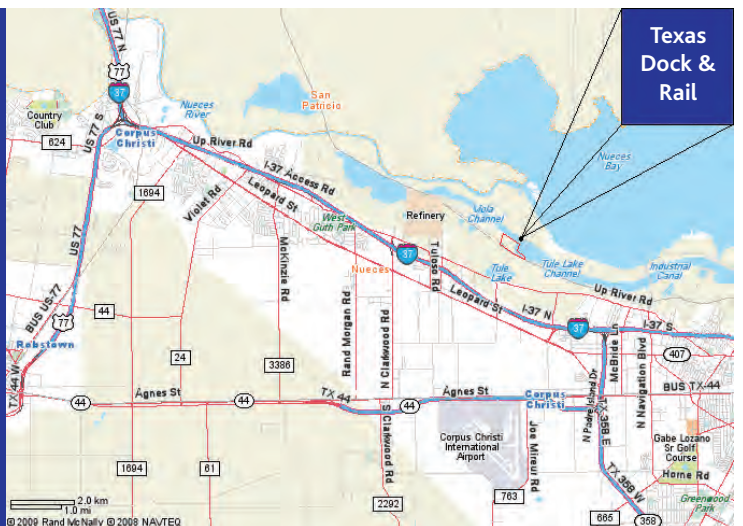 Texas
Dock &
Rail
US 77 N
77
37
Country
Club
624
US 77 S
Corpus
Christi
Nueces
River
San
Patricio
Up River Rd
I-37 Access Rd
Leopard St
1694
Violet Rd
West
Guth Park
Refinery
Viola
Channel
Nueces
Bay
Nueces
37
Tuloso Rd
Tule
Lake
Tule Lake
Channel
Industrial
Canal
Up River Rd
US 77
McKinzie Rd
BUS US-77
44
77
Robstown
24
3386
Rand Morgan Rd
N Clarkwood Rd
Leopard St
I-37 N
37
I-37 S
McBride Ln
407
N Navigation Blvd
TX 44 W
Agnes St
44
44
TX 44
44
Agnes St
Corpus
Christi
BUS TX-44
N Padre Island Dr
TX 358 E
Corpus Christi
International
Airport
Joe Mireur Rd
S Clarkwood Rd
Gabe Lozano
Sr Golf
Course
Horne Rd
TX 358 W
Greenwood
Park
1694
61
2292
763
665
358
2.0 km
1.0 mi
© 2009 Rand McNally © 2008 NAVTEQ